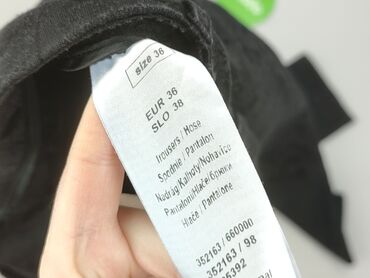 size 36
EUR 36
SLO 38
trousers / Hose
Spodnie / Pantalon
Nadrág/Kalhoty/Nohavice
Pantaloni/Hlače/брюки
Hlače / Pantalone
352163 / 660000
352163 / 98